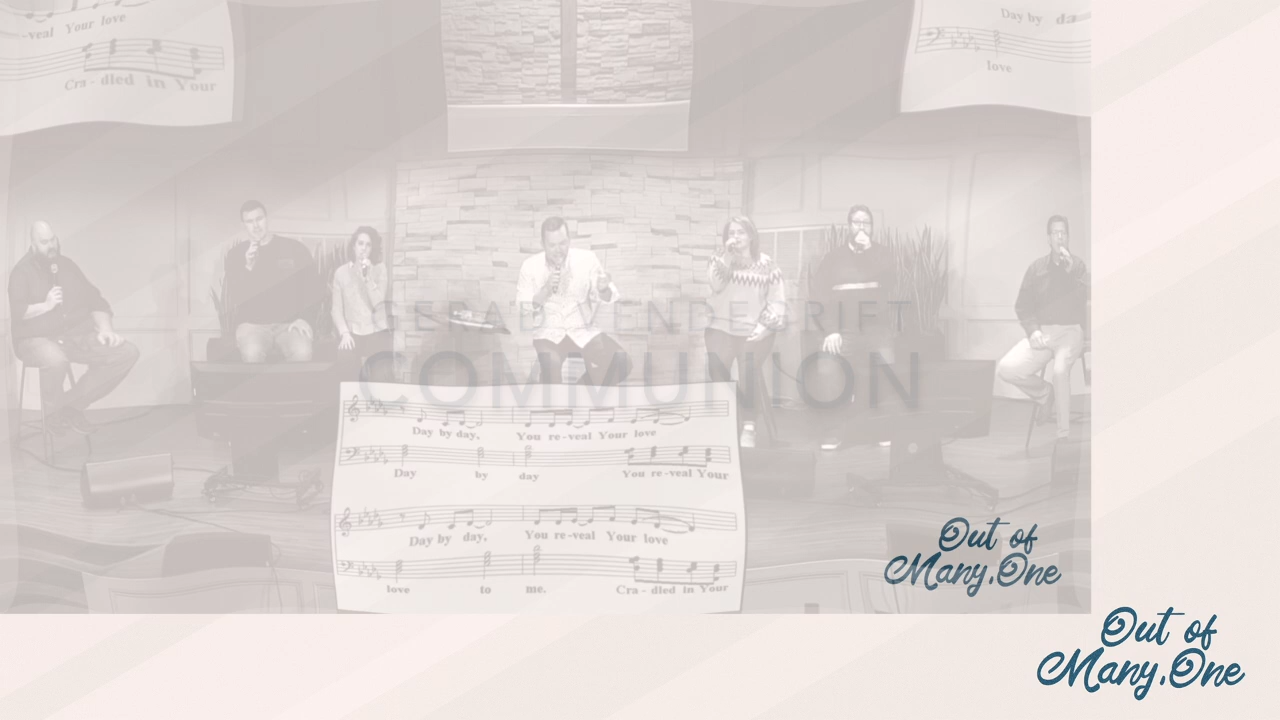 -veal Your love
Cra - dled in Your
Day by da
love
GERAD VENDEGRIFT
COMMUNION
Day by day, You re-veal Your love
Day by day You re-veal Your
Day by day, You re-veal Your love
love to me. Cra - dled in Your
Out of
Many.One
Out of
Many.One